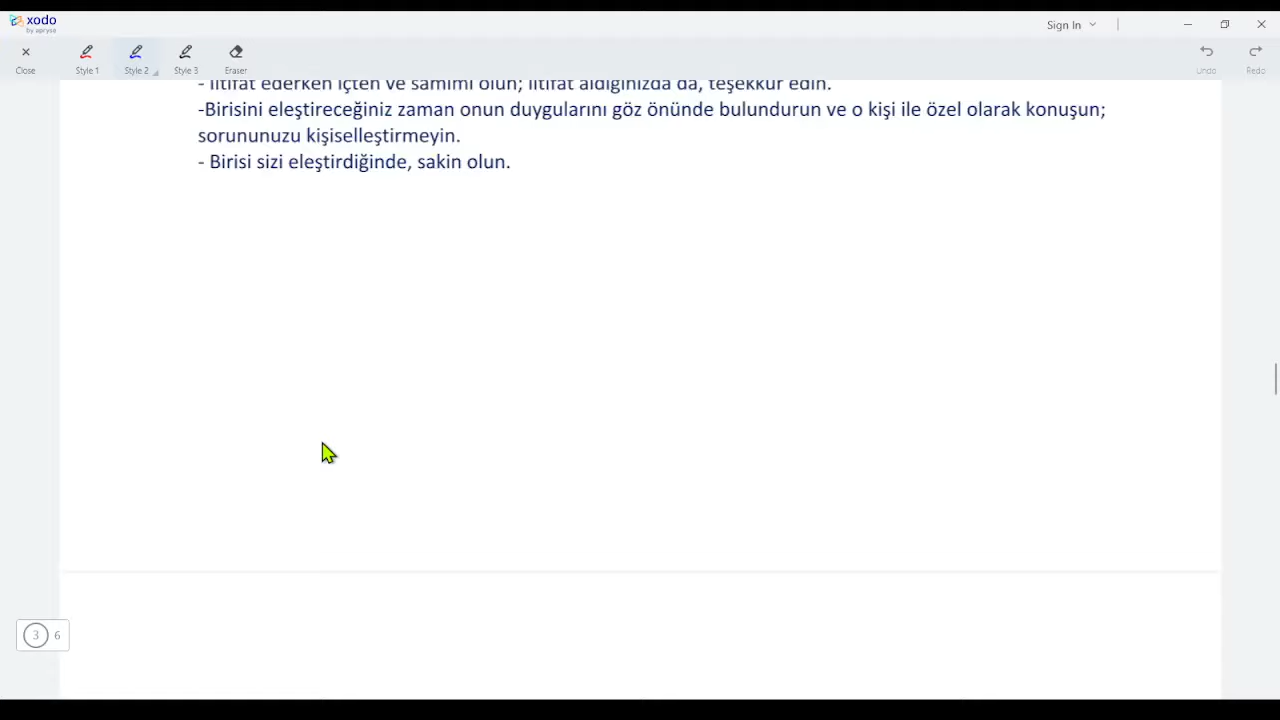 xodo
by apryse
Sign In
Close
Style 1
Style 2
Style 3
Eraser
Undo
Redo
- İltifat ederken içten ve samimi olun; iltifat aldığınızda da, teşekkür edin.
-Birisini eleştireceğiniz zaman onun duygularını göz önünde bulundurun ve o kişi ile özel olarak konuşun;
sorununuzu kişiselleştirmeyin.
- Birisi sizi eleştirdiğinde, sakin olun.
3 6